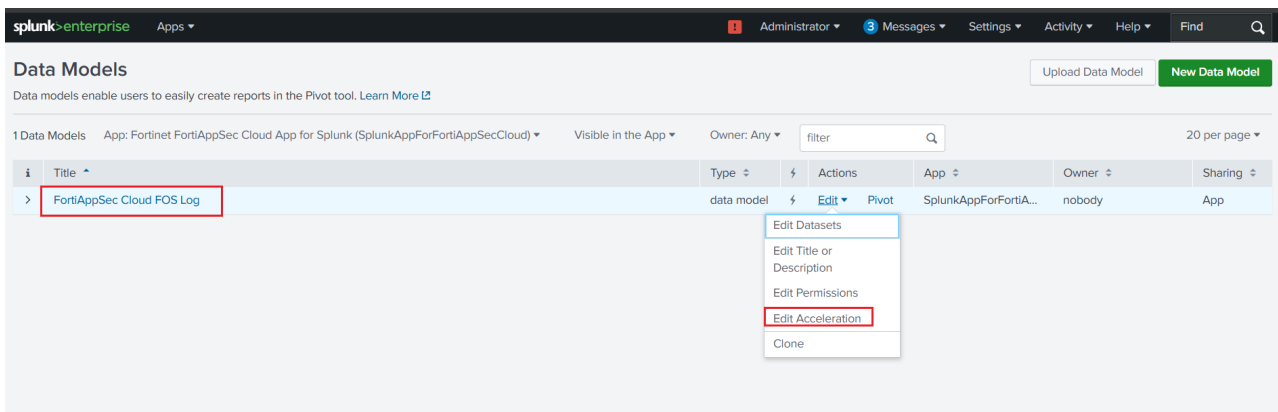 splunk>enterprise Apps ▾ ! Administrator ▾ 3 Messages ▾ Settings ▾ Activity ▾ Help ▾ Find
Data Models
Upload Data Model New Data Model
Data models enable users to easily create reports in the Pivot tool. Learn More
1 Data Models App: Fortinet FortiAppSec Cloud App for Splunk (SplunkAppForFortiAppSecCloud) ▾ Visible in the App ▾ Owner: Any ▾ filter 20 per page ▾
i Title Type Actions App Owner Sharing
> FortiAppSec Cloud FOS Log data model Edit ▾ Pivot SplunkAppForFortiA... nobody App
Edit Datasets
Edit Title or
Description
Edit Permissions
Edit Acceleration
Clone